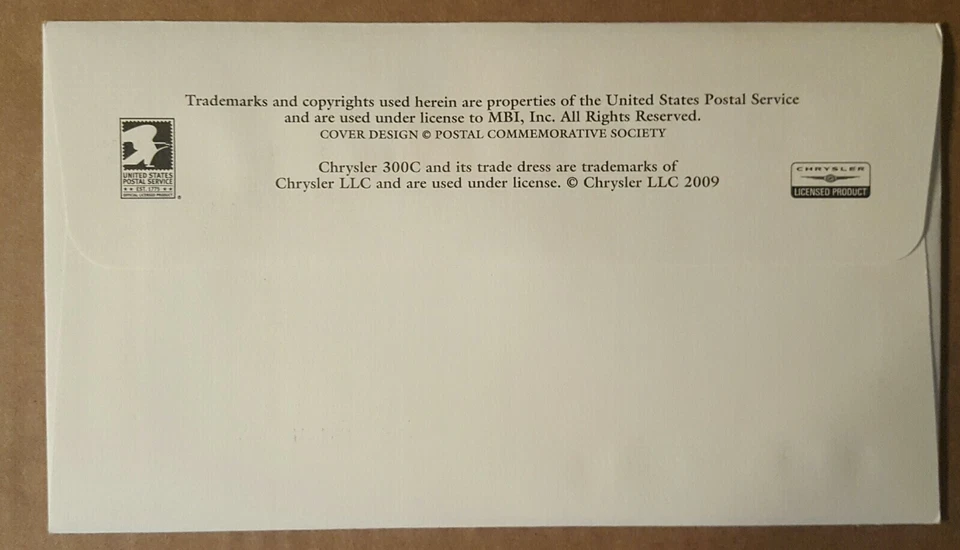 Trademarks and copyrights used herein are properties of the United States Postal Service
and are used under license to MBI, Inc. All Rights Reserved.
COVER DESIGN © POSTAL COMMEMORATIVE SOCIETY
UNITED STATES
POSTAL SERVICE
★ ★ EST. 1775 ★ ★
OFFICIAL LICENSED PRODUCT
Chrysler 300C and its trade dress are trademarks of
Chrysler LLC and are used under license. © Chrysler LLC 2009
CHRYSLER
LICENSED PRODUCT